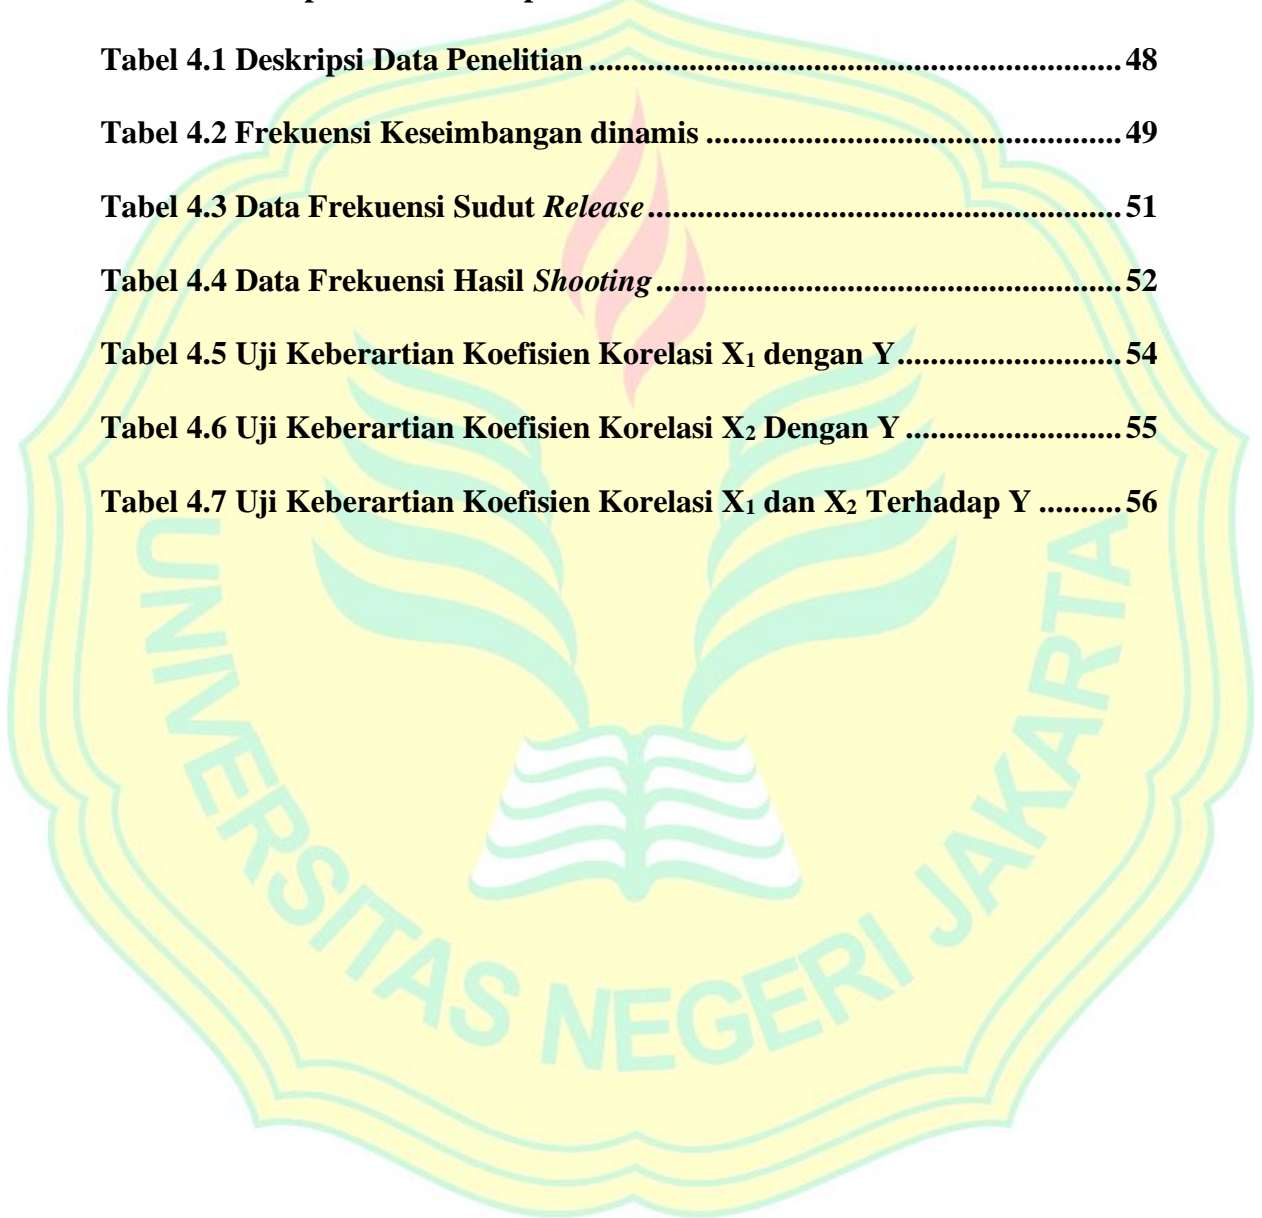 Tabel 4.1 Deskripsi Data Penelitian .................................................................. 48
Tabel 4.2 Frekuensi Keseimbangan dinamis ................................................... 49
Tabel 4.3 Data Frekuensi Sudut Release .......................................................... 51
Tabel 4.4 Data Frekuensi Hasil Shooting ......................................................... 52
Tabel 4.5 Uji Keberartian Koefisien Korelasi X₁ dengan Y ........................... 54
Tabel 4.6 Uji Keberartian Koefisien Korelasi X₂ Dengan Y .......................... 55
Tabel 4.7 Uji Keberartian Koefisien Korelasi X₁ dan X₂ Terhadap Y .......... 56
UNIVERSITAS NEGERI JAKARTA